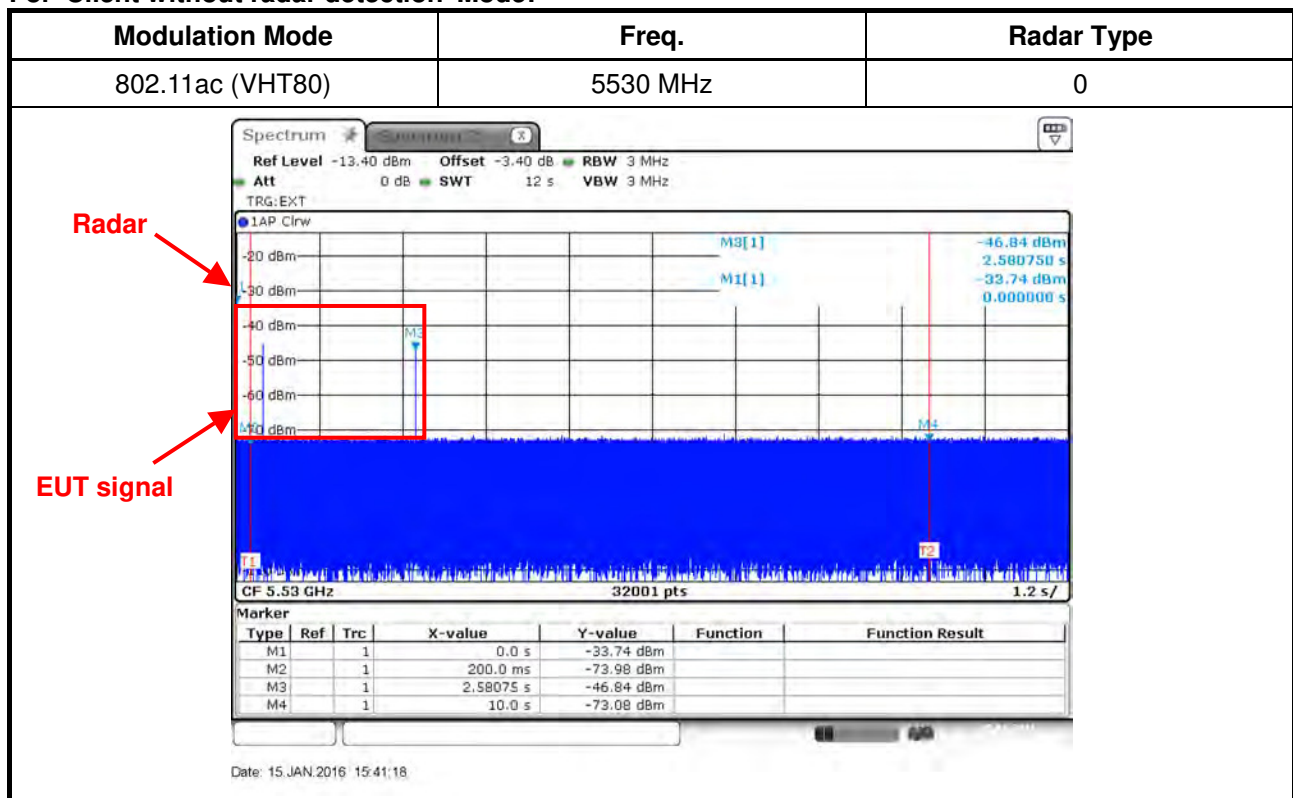 For 'Client without radar detection' Mode:
Modulation Mode Freq. Radar Type
802.11ac (VHT80) 5530 MHz 0
Spectrum X
Ref Level -13.40 dBm Offset -3.40 dB RBW 3 MHz
Att 0 dB SWT 12 s VBW 3 MHz
TRG:EXT
1AP Clrw
Radar
M3[1] -46.84 dBm
2.580750 s
M1[1] -33.74 dBm
0.000000 s
-20 dBm
-30 dBm
-40 dBm
M3
-50 dBm
-60 dBm
-70 dBm
M4
EUT signal
T1 T2
CF 5.53 GHz 32001 pts 1.2 s/
Marker
Type Ref Trc X-value Y-value Function Function Result
M1 1 0.0 s -33.74 dBm
M2 1 200.0 ms -73.98 dBm
M3 1 2.58075 s -46.84 dBm
M4 1 10.0 s -73.08 dBm
Date: 15.JAN.2016 15:41:18